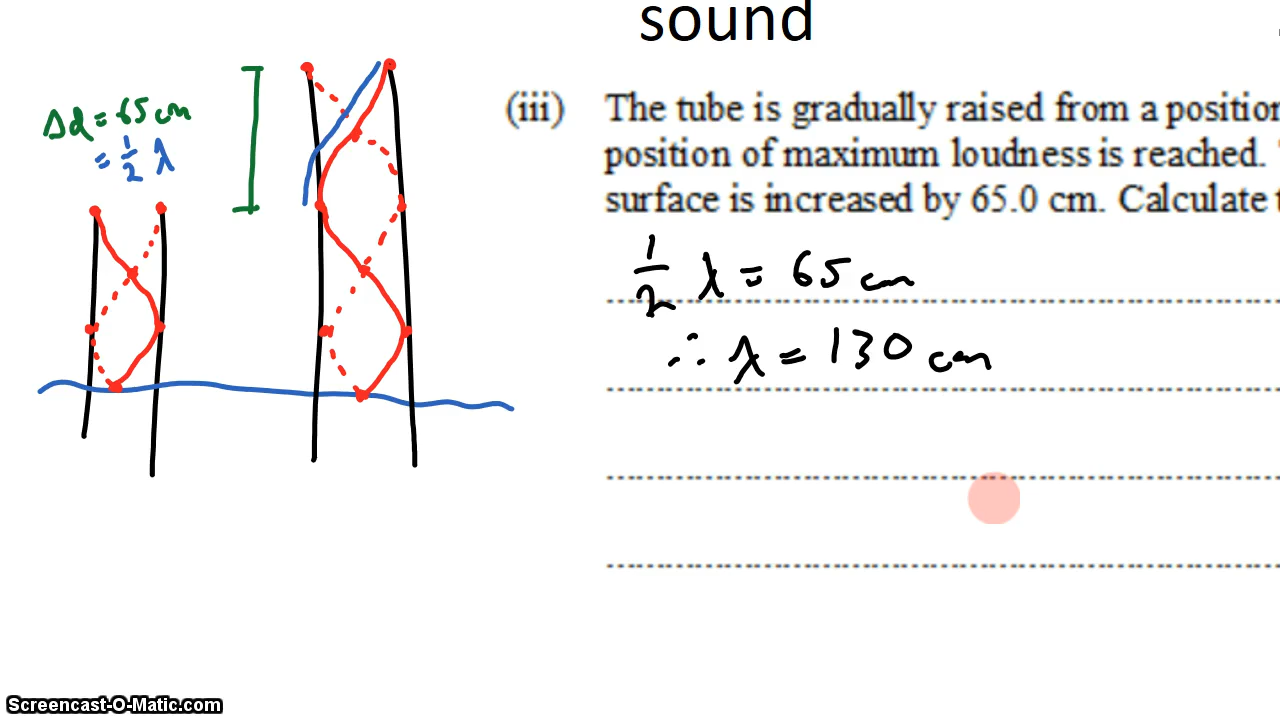 sound
Δd = 65 cm
= 1/2 λ
(iii) The tube is gradually raised from a position
position of maximum loudness is reached.
surface is increased by 65.0 cm. Calculate t
1/2 λ = 65 cm
∴ λ = 130 cm
Screencast-O-Matic.com